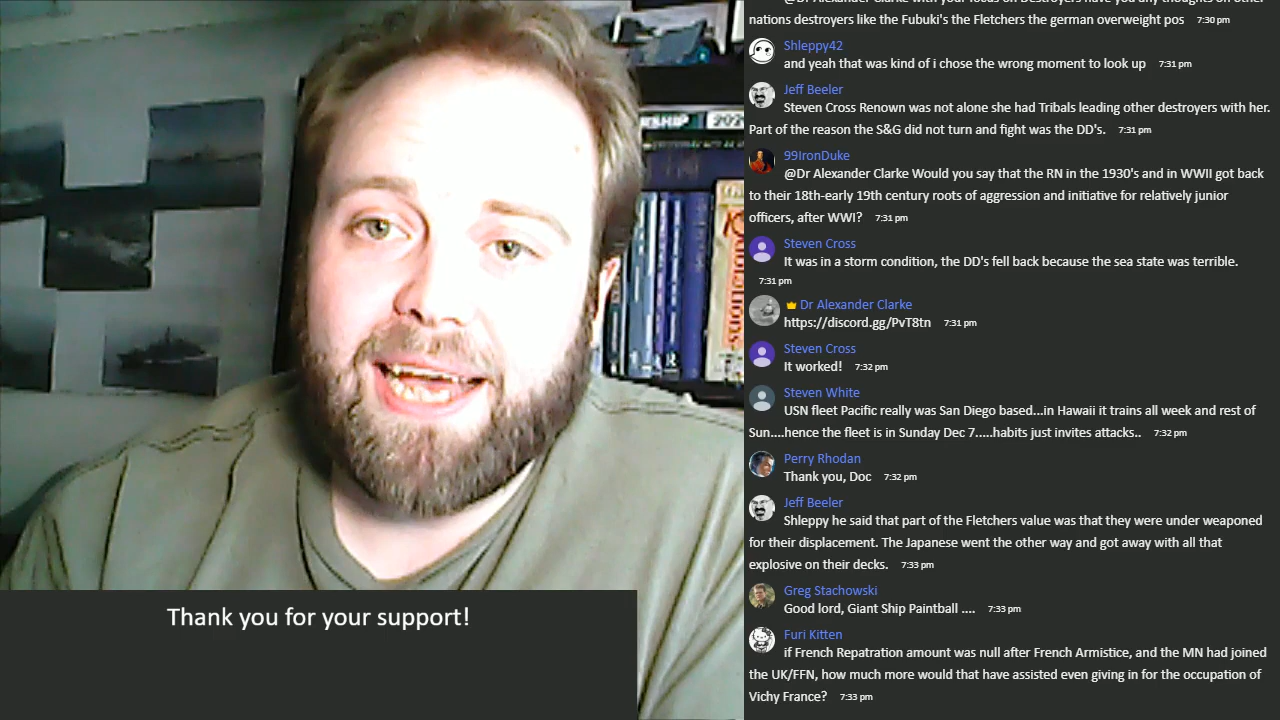 @Dr Alexander Clarke with your focus on Destroyers have you any thoughts on other
nations destroyers like the Fubuki's the Fletchers the german overweight pos 7:30 pm
Shleppy42
and yeah that was kind of i chose the wrong moment to look up 7:31 pm
Jeff Beeler
Steven Cross Renown was not alone she had Tribals leading other destroyers with her.
Part of the reason the S&G did not turn and fight was the DD's. 7:31 pm
99IronDuke
@Dr Alexander Clarke Would you say that the RN in the 1930's and in WWII got back
to their 18th-early 19th century roots of aggression and initiative for relatively junior
officers, after WWI? 7:31 pm
Steven Cross
It was in a storm condition, the DD's fell back because the sea state was terrible.
7:31 pm
Dr Alexander Clarke
https://discord.gg/PvT8tn 7:31 pm
Steven Cross
It worked! 7:32 pm
Steven White
USN fleet Pacific really was San Diego based...in Hawaii it trains all week and rest of
Sun....hence the fleet is in Sunday Dec 7.....habits just invites attacks.. 7:32 pm
Perry Rhodan
Thank you, Doc 7:32 pm
Jeff Beeler
Shleppy he said that part of the Fletchers value was that they were under weaponed
for their displacement. The Japanese went the other way and got away with all that
explosive on their decks. 7:33 pm
Greg Stachowski
Good lord, Giant Ship Paintball .... 7:33 pm
Furi Kitten
if French Repatration amount was null after French Armistice, and the MN had joined
the UK/FFN, how much more would that have assisted even giving in for the occupation of
Vichy France? 7:33 pm
Thank you for your support!